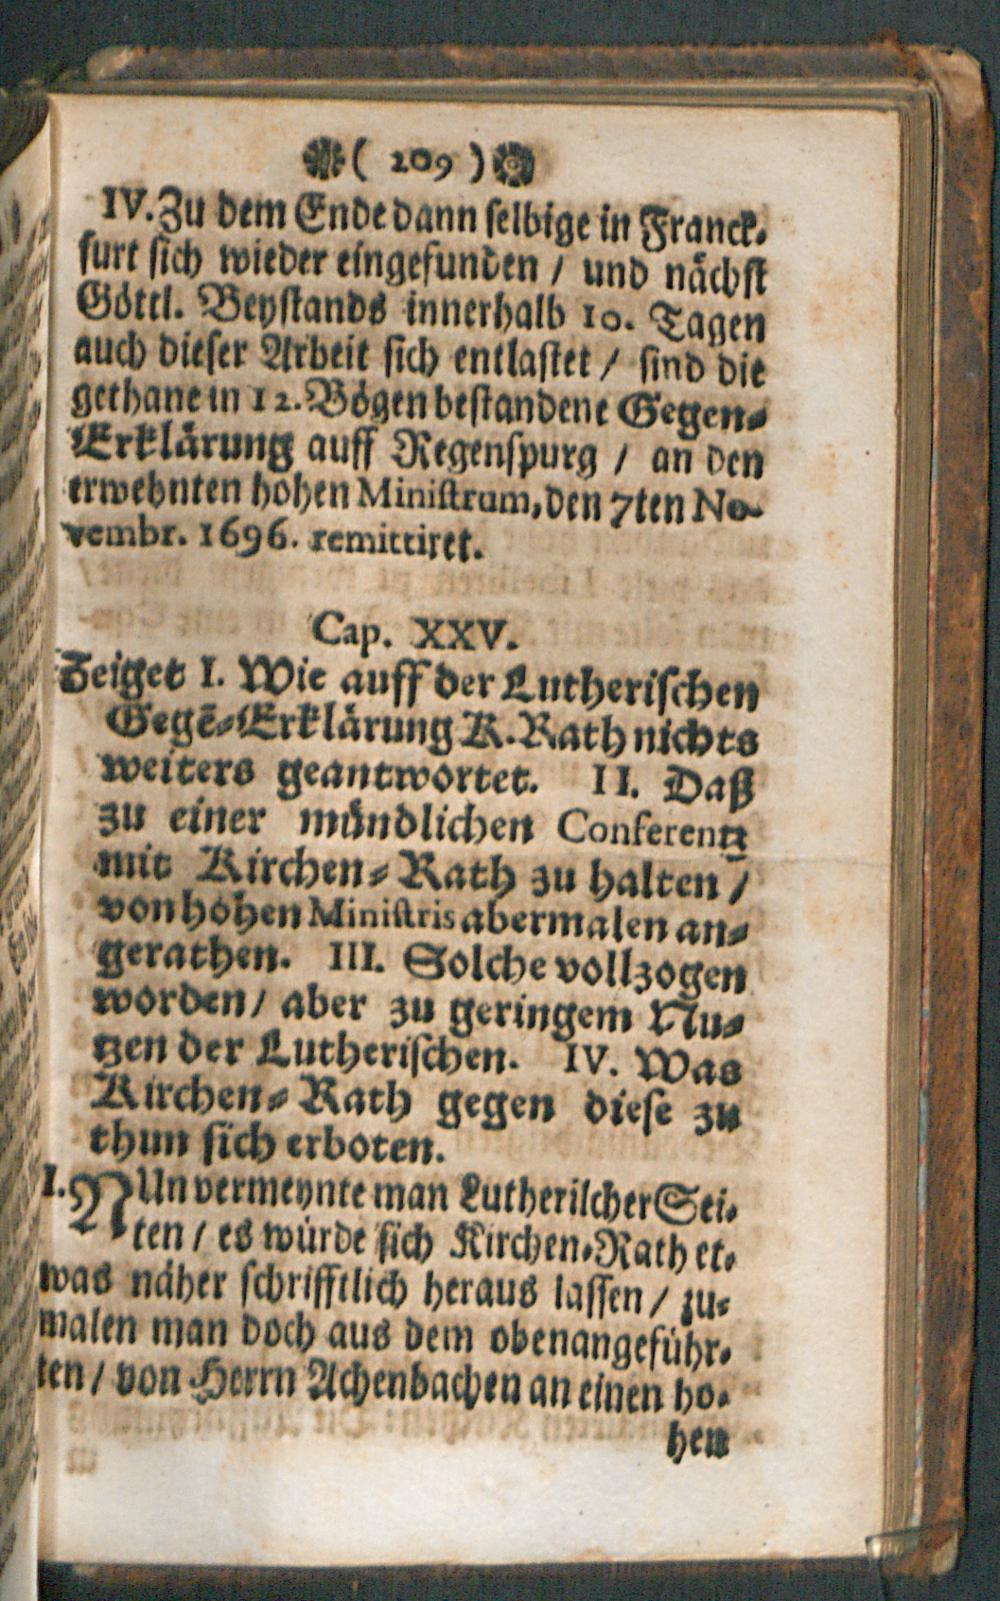 ( 209 )
IV. Zu dem Ende dann selbige in Franck-
furt sich wieder eingefunden / und nächst
Göttl. Beystands innerhalb 10. Tagen
auch dieser Arbeit sich entlastet / sind die
gethane in 12. Bögen bestandene Gegen-
Erklärung auff Regenspurg / an den
erwehnten hohen Ministrum, den 7ten No-
vembr. 1696. remittiret.
Cap. XXV.
Zeiget I. Wie auff der Lutherischen
Gegē-Erklärung K. Rath nichts
weiters geantwortet. II. Daß
zu einer mündlichen Conferentz
mit Kirchen-Rath zu halten /
von hohen Ministris abermalen an-
gerathen. III. Solche vollzogen
worden / aber zu geringem Nu-
tzen der Lutherischen. IV. Was
Kirchen-Rath gegen diese zu
thun sich erboten.
I. NUn vermeynte man Lutherischer Sei-
ten / es würde sich Kirchen-Rath et-
was näher schrifftlich heraus lassen / zu-
malen man doch aus dem obenangeführ-
ten / von Herrn Achenbachen an einen ho-
hen